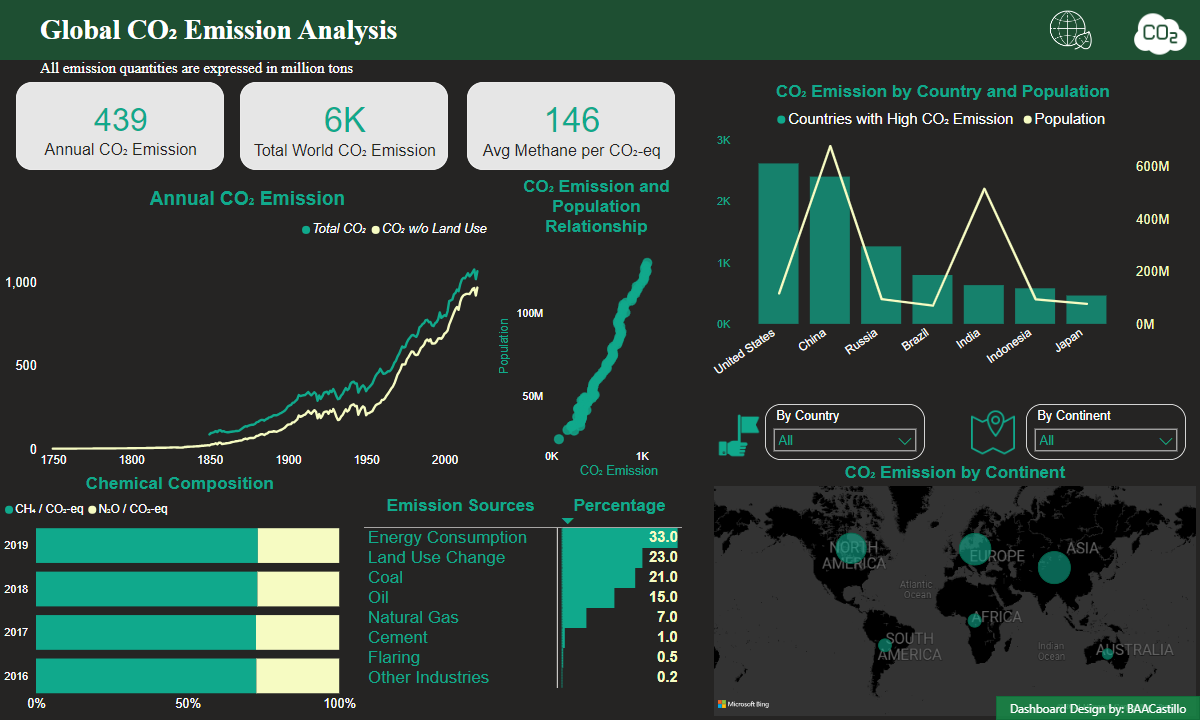 Global CO₂ Emission Analysis
CO₂
All emission quantities are expressed in million tons
439
Annual CO₂ Emission
6K
Total World CO₂ Emission
146
Avg Methane per CO₂-eq
Annual CO₂ Emission
Total CO₂
CO₂ w/o Land Use
1,000
500
0
1750
1800
1850
1900
1950
2000
CO₂ Emission and
Population
Relationship
Population
100M
50M
0K
1K
CO₂ Emission
CO₂ Emission by Country and Population
Countries with High CO₂ Emission
Population
3K
2K
1K
0K
600M
400M
200M
0M
United States
China
Russia
Brazil
India
Indonesia
Japan
By Country
All
By Continent
All
Chemical Composition
CH₄ / CO₂-eq
N₂O / CO₂-eq
2019
2018
2017
2016
0%
50%
100%
Emission Sources Percentage
Energy Consumption 33.0
Land Use Change 23.0
Coal 21.0
Oil 15.0
Natural Gas 7.0
Cement 1.0
Flaring 0.5
Other Industries 0.2
CO₂ Emission by Continent
NORTH
AMERICA
EUROPE
ASIA
Atlantic
Ocean
AFRICA
SOUTH
AMERICA
Indian
Ocean
AUSTRALIA
Microsoft Bing
Dashboard Design by: BAACastillo